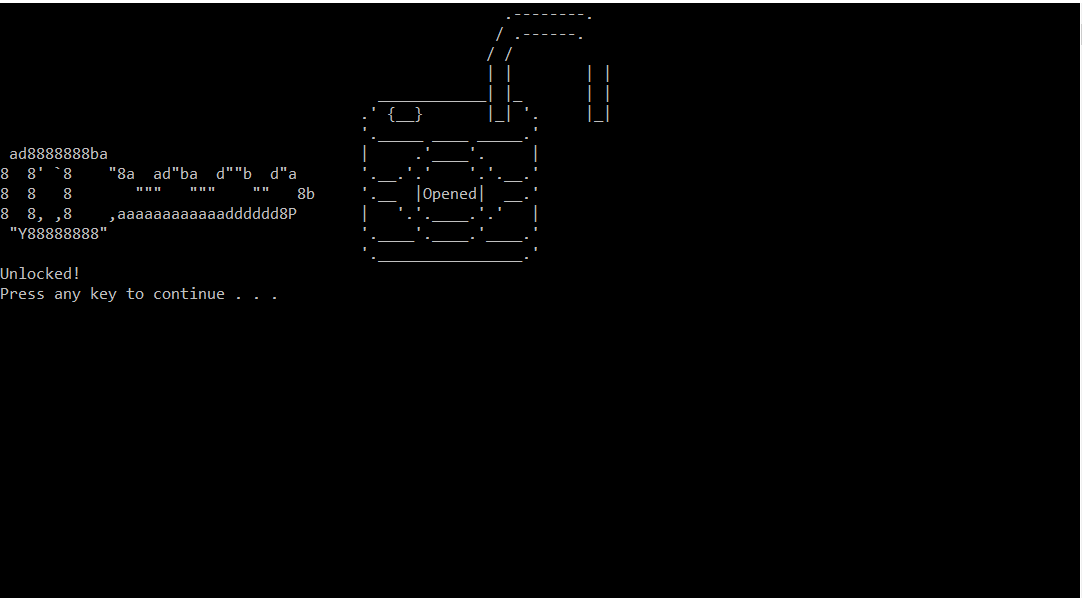 Opened
Unlocked!
Press any key to continue . . .